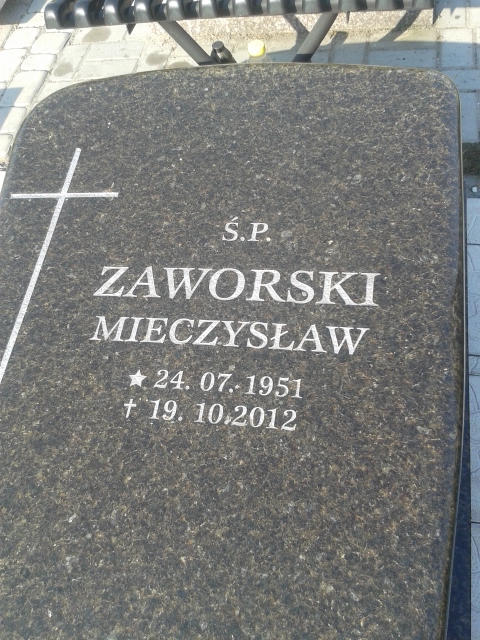 Ś.P.
ZAWORSKI
MIECZYSŁAW
★ 24. 07. 1951
✝ 19. 10.2012